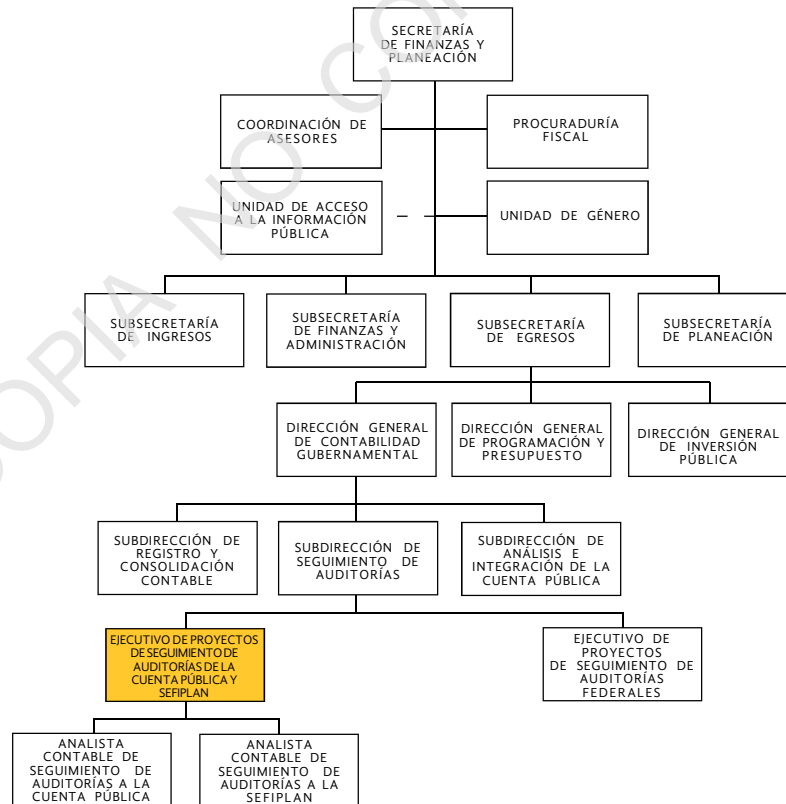 SECRETARÍA
DE FINANZAS Y
PLANEACIÓN
COORDINACIÓN DE
ASESORES
PROCURADURÍA
FISCAL
UNIDAD DE ACCESO
A LA INFORMACIÓN
PÚBLICA
UNIDAD DE GÉNERO
SUBSECRETARÍA
DE INGRESOS
SUBSECRETARÍA
DE FINANZAS Y
ADMINISTRACIÓN
SUBSECRETARÍA
DE EGRESOS
SUBSECRETARÍA
DE PLANEACIÓN
DIRECCIÓN GENERAL
DE CONTABILIDAD
GUBERNAMENTAL
DIRECCIÓN GENERAL
DE PROGRAMACIÓN Y
PRESUPUESTO
DIRECCIÓN GENERAL
DE INVERSIÓN
PÚBLICA
SUBDIRECCIÓN DE
REGISTRO Y
CONSOLIDACIÓN
CONTABLE
SUBDIRECCIÓN DE
SEGUIMIENTO DE
AUDITORÍAS
SUBDIRECCIÓN DE
ANÁLISIS E
INTEGRACIÓN DE LA
CUENTA PÚBLICA
EJECUTIVO DE PROYECTOS
DE SEGUIMIENTO DE
AUDITORÍAS DE LA
CUENTA PÚBLICA Y
SEFIPLAN
EJECUTIVO DE
PROYECTOS
DE SEGUIMIENTO DE
AUDITORÍAS
FEDERALES
ANALISTA
CONTABLE DE
SEGUIMIENTO DE
AUDITORÍAS A LA
CUENTA PÚBLICA
ANALISTA
CONTABLE DE
SEGUIMIENTO DE
AUDITORÍAS A LA
SEFIPLAN
COPIA NO CO